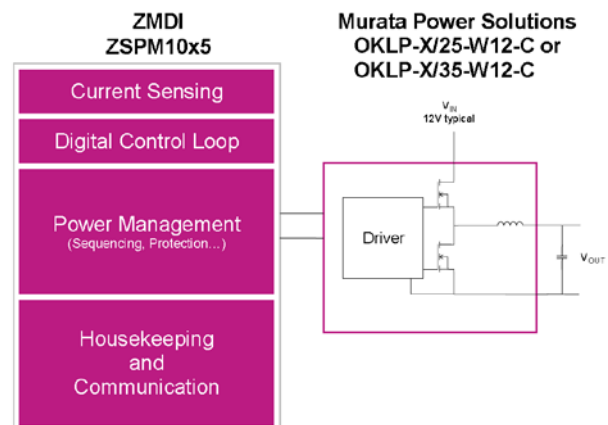 ZMDI
ZSPM10x5
Current Sensing
Digital Control Loop
Power Management
(Sequencing, Protection...)
Housekeeping
and
Communication
Murata Power Solutions
OKLP-X/25-W12-C or
OKLP-X/35-W12-C
VIN
12V typical
Driver
VOUT